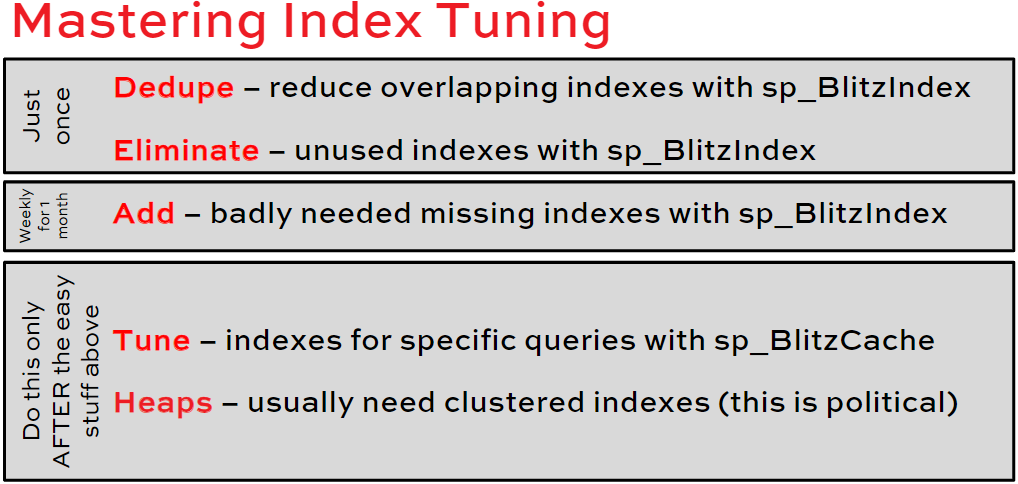 Mastering Index Tuning
Just
once
Dedupe – reduce overlapping indexes with sp_BlitzIndex
Eliminate – unused indexes with sp_BlitzIndex
Weekly
for 1
month
Add – badly needed missing indexes with sp_BlitzIndex
Do this only
AFTER the easy
stuff above
Tune – indexes for specific queries with sp_BlitzCache
Heaps – usually need clustered indexes (this is political)